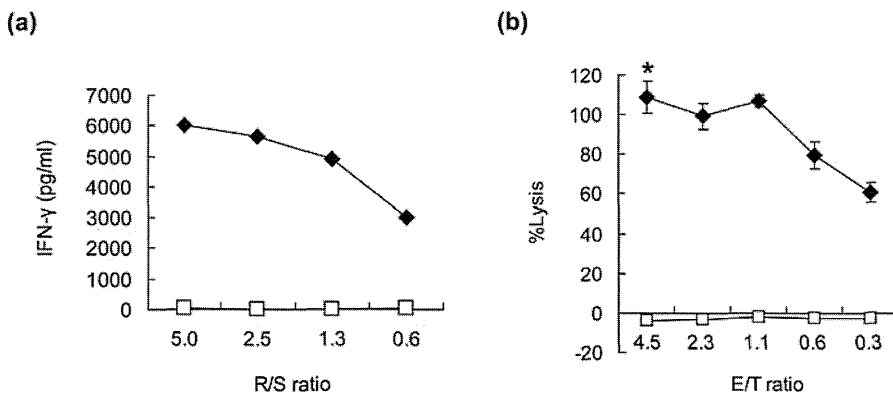 (a)
IFN-γ (pg/ml)
7000
6000
5000
4000
3000
2000
1000
0
5.0 2.5 1.3 0.6
R/S ratio
(b)
*
%Lysis
120
100
80
60
40
20
0
-20
4.5 2.3 1.1 0.6 0.3
E/T ratio